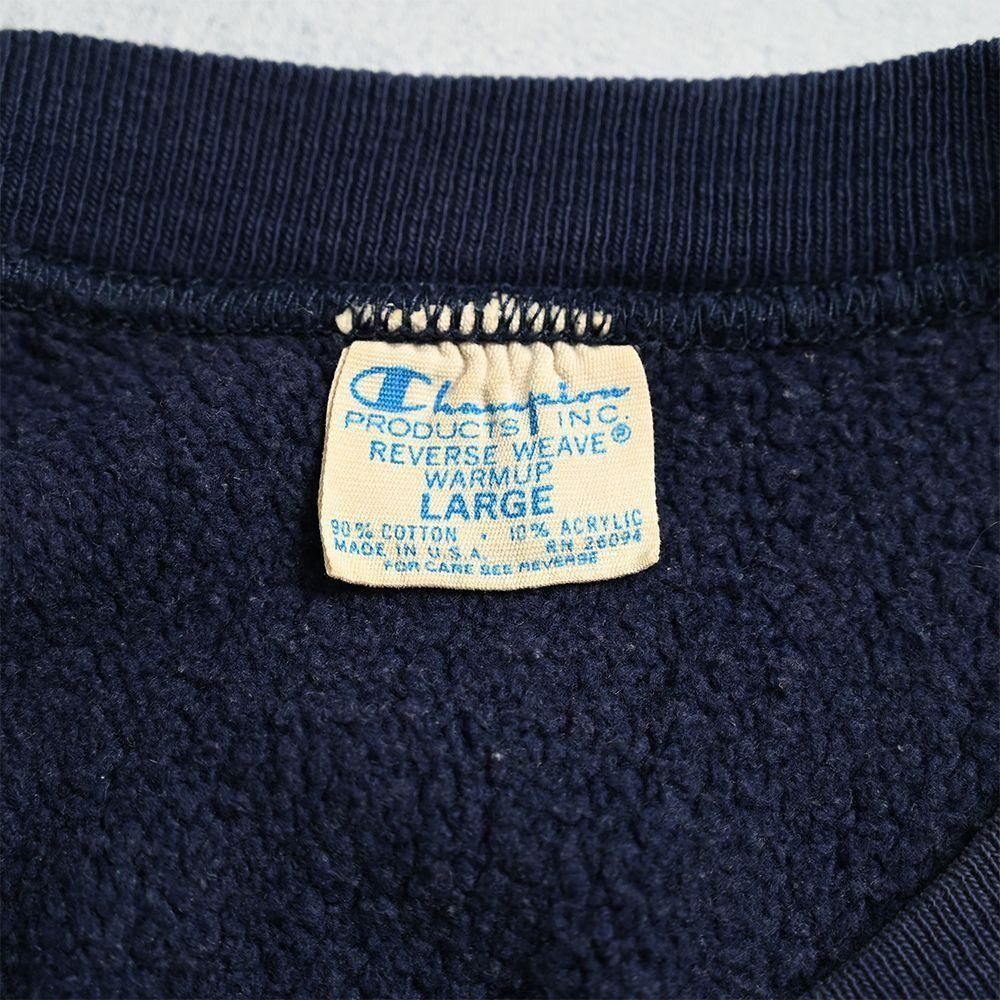 Champion
PRODUCTS INC.
REVERSE WEAVE®
WARMUP
LARGE
90% COTTON · 10% ACRYLIC
MADE IN U.S.A. RN 26094
FOR CARE SEE REVERSE